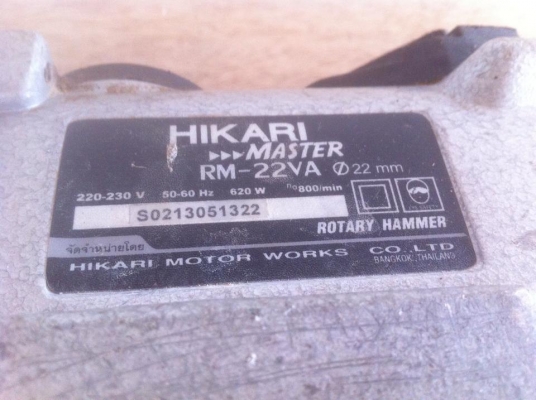 HIKARI
MASTER
RM-22VA Ø22 mm
220-230 V 50-60 Hz 620 W no800/min
S0213051322
ROTARY HAMMER
จัดจำหน่ายโดย
HIKARI MOTOR WORKS CO.,LTD
BANGKOK, THAILAND